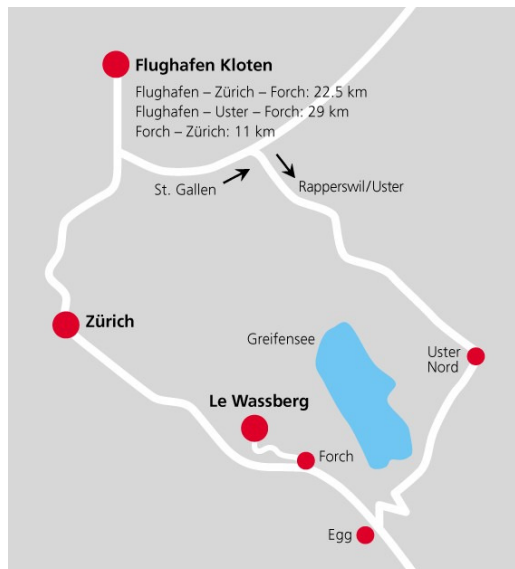 Flughafen Kloten
Flughafen – Zürich – Forch: 22.5 km
Flughafen – Uster – Forch: 29 km
Forch – Zürich: 11 km
St. Gallen
Rapperswil/Uster
Zürich
Greifensee
Uster
Nord
Le Wassberg
Forch
Egg